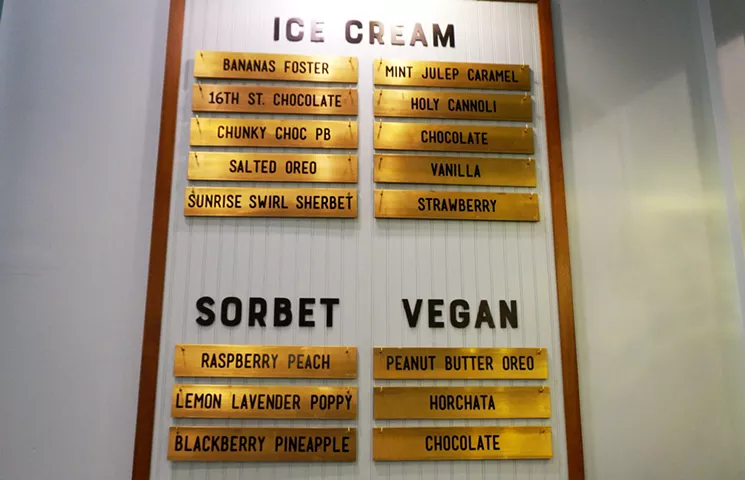 ICE CREAM
BANANAS FOSTER
16TH ST. CHOCOLATE
CHUNKY CHOC PB
SALTED OREO
SUNRISE SWIRL SHERBET
MINT JULEP CARAMEL
HOLY CANNOLI
CHOCOLATE
VANILLA
STRAWBERRY
SORBET
RASPBERRY PEACH
LEMON LAVENDER POPPY
BLACKBERRY PINEAPPLE
VEGAN
PEANUT BUTTER OREO
HORCHATA
CHOCOLATE